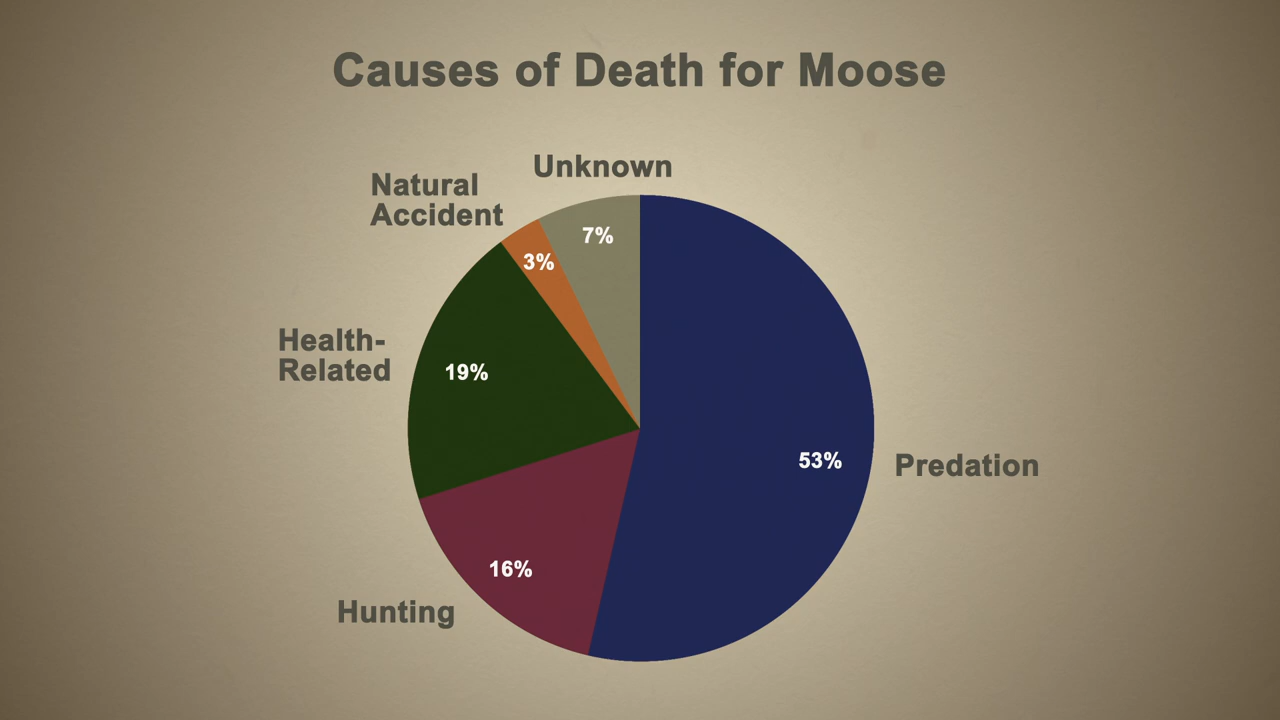 Causes of Death for Moose
Unknown
Natural
Accident
7%
3%
Health-
Related
19%
53%
Predation
16%
Hunting